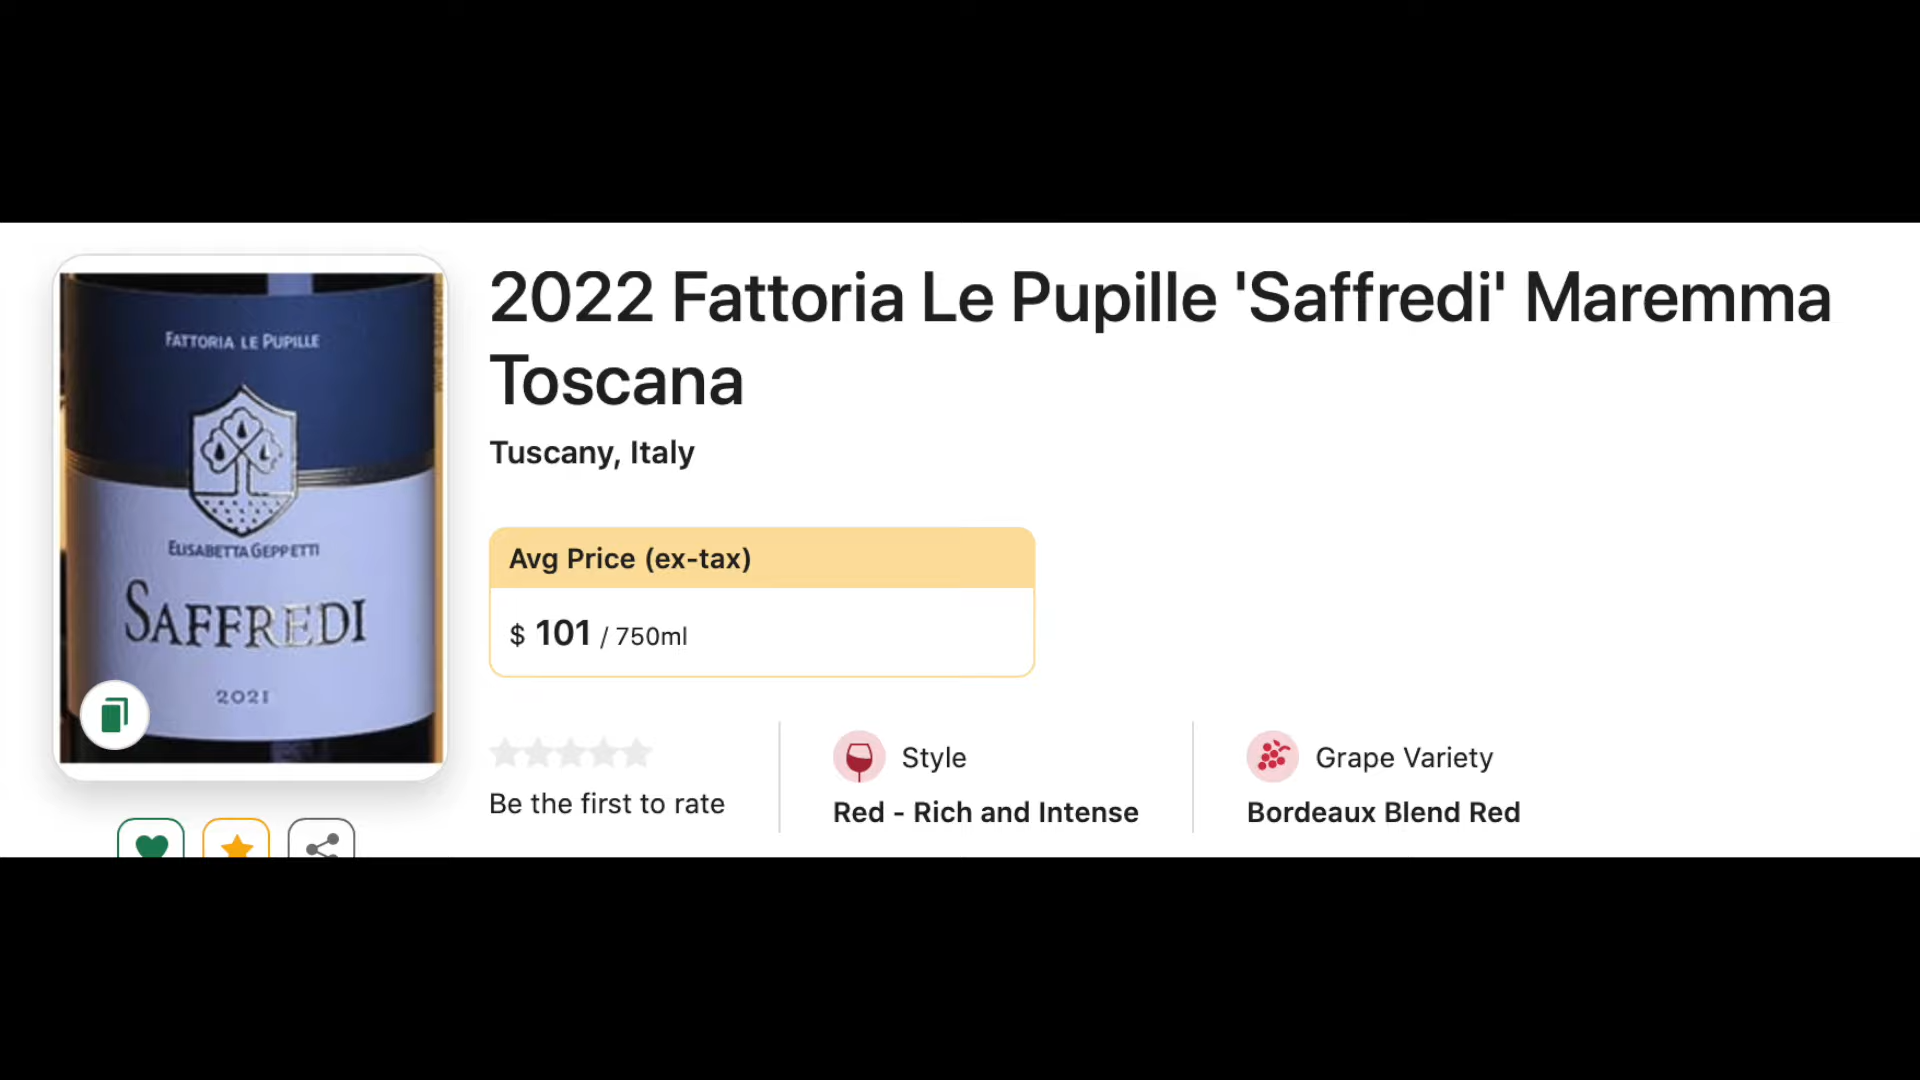 FATTORIA LE PUPILLE
ELISABETTA GEPPETTI
SAFFREDI
2021
2022 Fattoria Le Pupille 'Saffredi' Maremma
Toscana
Tuscany, Italy
Avg Price (ex-tax)
$ 101 / 750ml
Be the first to rate
Style
Red - Rich and Intense
Grape Variety
Bordeaux Blend Red